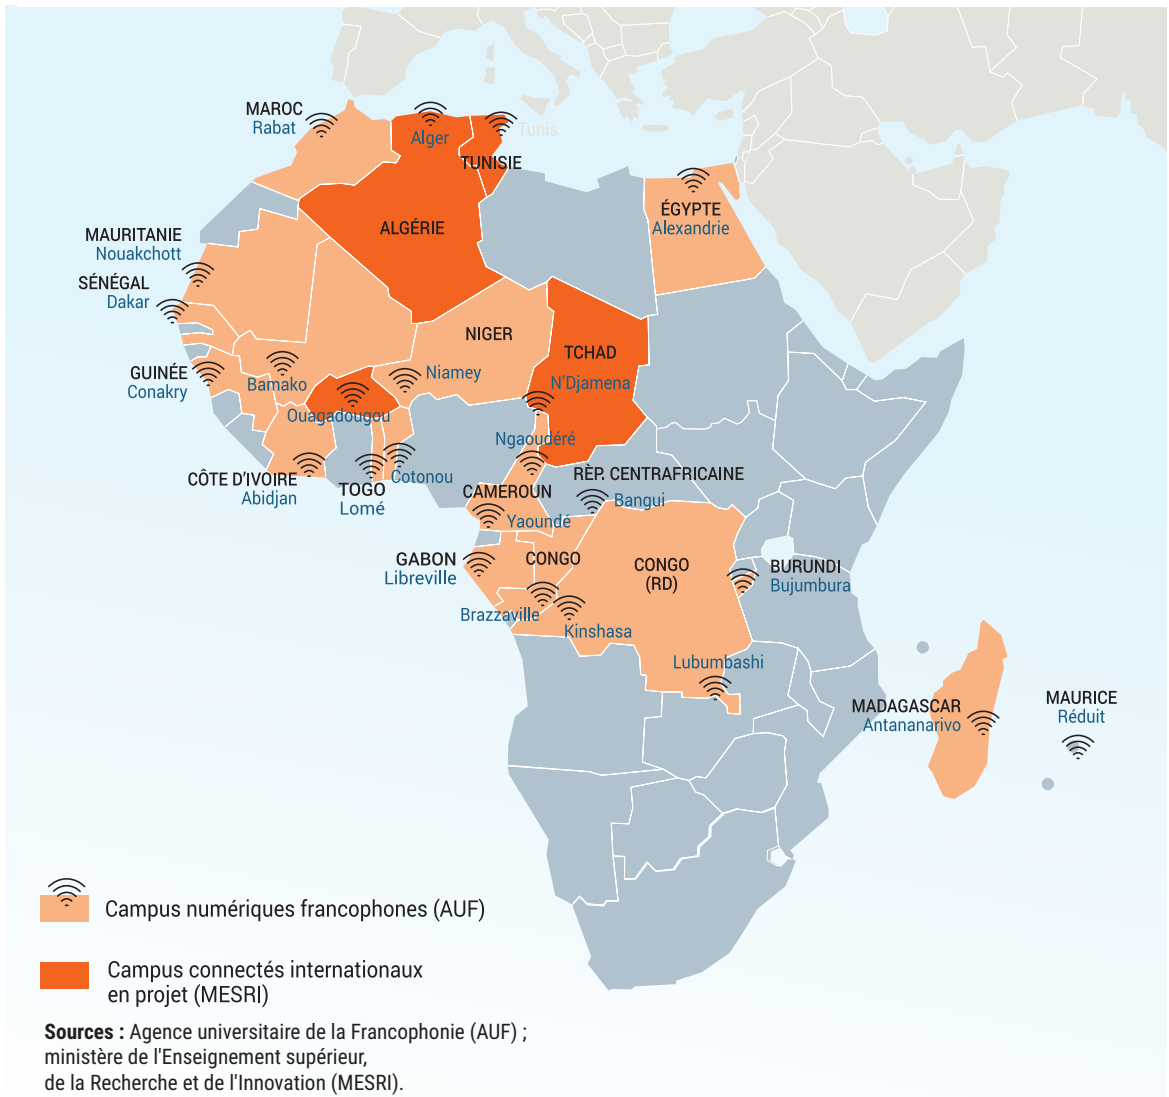 MAROC
Rabat
Alger
Tunis
TUNISIE
ALGÉRIE
ÉGYPTE
Alexandrie
MAURITANIE
Nouakchott
SÉNÉGAL
Dakar
NIGER
TCHAD
N'Djamena
GUINÉE
Conakry
Bamako
Niamey
Ouagadougou
Ngaoundéré
CÔTE D'IVOIRE
Abidjan
TOGO
Lomé
Cotonou
CAMEROUN
Yaoundé
RÈP. CENTRAFRICAINE
Bangui
GABON
Libreville
CONGO
CONGO
(RD)
BURUNDI
Bujumbura
Brazzaville
Kinshasa
Lubumbashi
MADAGASCAR
Antananarivo
MAURICE
Réduit
Campus numériques francophones (AUF)
Campus connectés internationaux
en projet (MESRI)
Sources : Agence universitaire de la Francophonie (AUF) ;
ministère de l'Enseignement supérieur,
de la Recherche et de l'Innovation (MESRI).